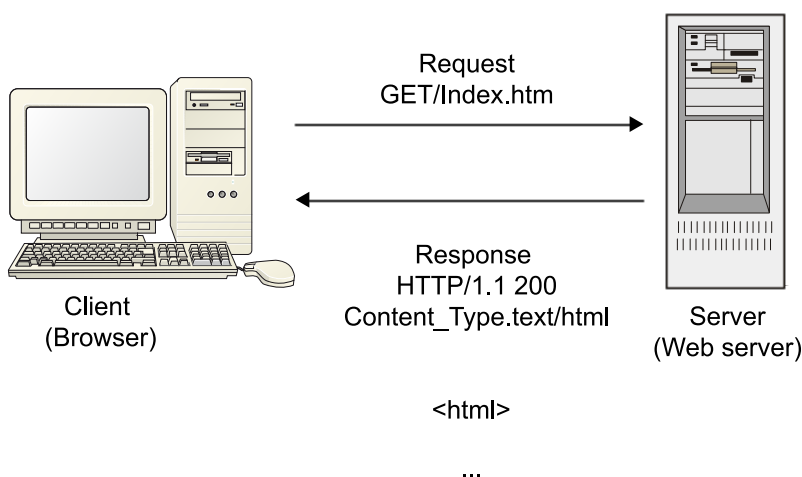 Request
GET/Index.htm
Response
HTTP/1.1 200
Content_Type.text/html
Client
(Browser)
Server
(Web server)
<html>
...